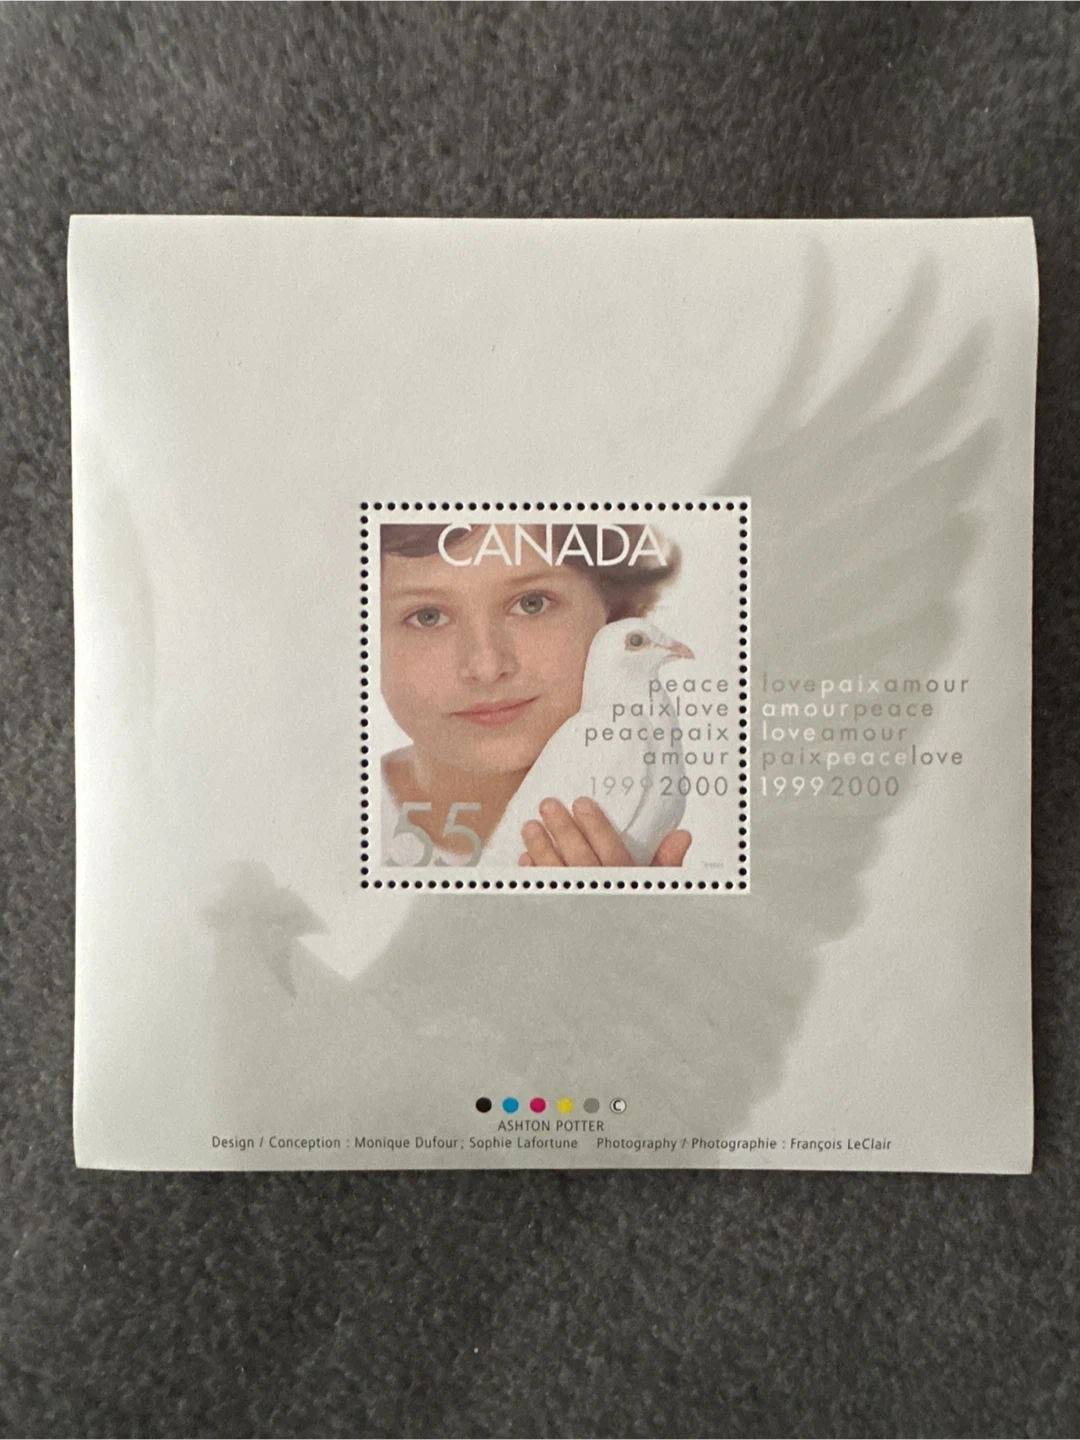 CANADA
peace lovepaixamour
paixlove amourpeace
peacepaix loveamour
amour paixpeacelove
19992000 19992000
55
©
ASHTON POTTER
Design / Conception : Monique Dufour ; Sophie Lafortune Photography / Photographie : François LeClair